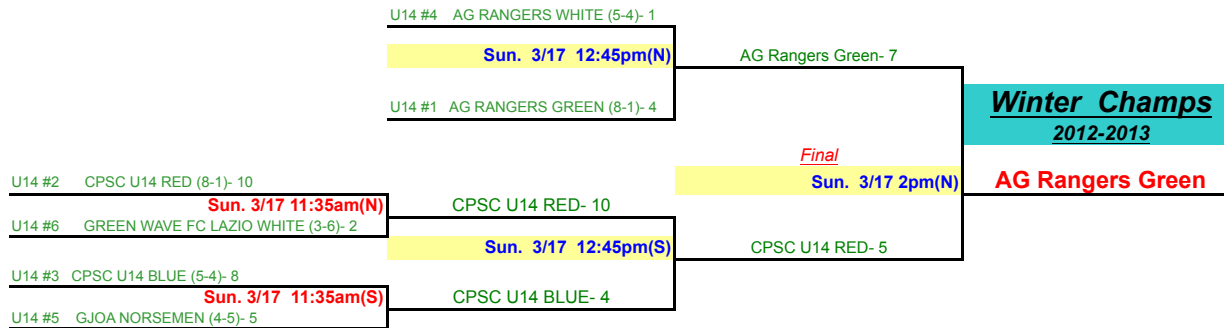 U14 #4 AG RANGERS WHITE (5-4)- 1
Sun. 3/17 12:45pm(N)
AG Rangers Green- 7
U14 #1 AG RANGERS GREEN (8-1)- 4
Winter Champs
2012-2013
Final
Sun. 3/17 2pm(N)
AG Rangers Green
U14 #2 CPSC U14 RED (8-1)- 10
Sun. 3/17 11:35am(N)
CPSC U14 RED- 10
U14 #6 GREEN WAVE FC LAZIO WHITE (3-6)- 2
Sun. 3/17 12:45pm(S)
CPSC U14 RED- 5
U14 #3 CPSC U14 BLUE (5-4)- 8
Sun. 3/17 11:35am(S)
CPSC U14 BLUE- 4
U14 #5 GJOA NORSEMEN (4-5)- 5